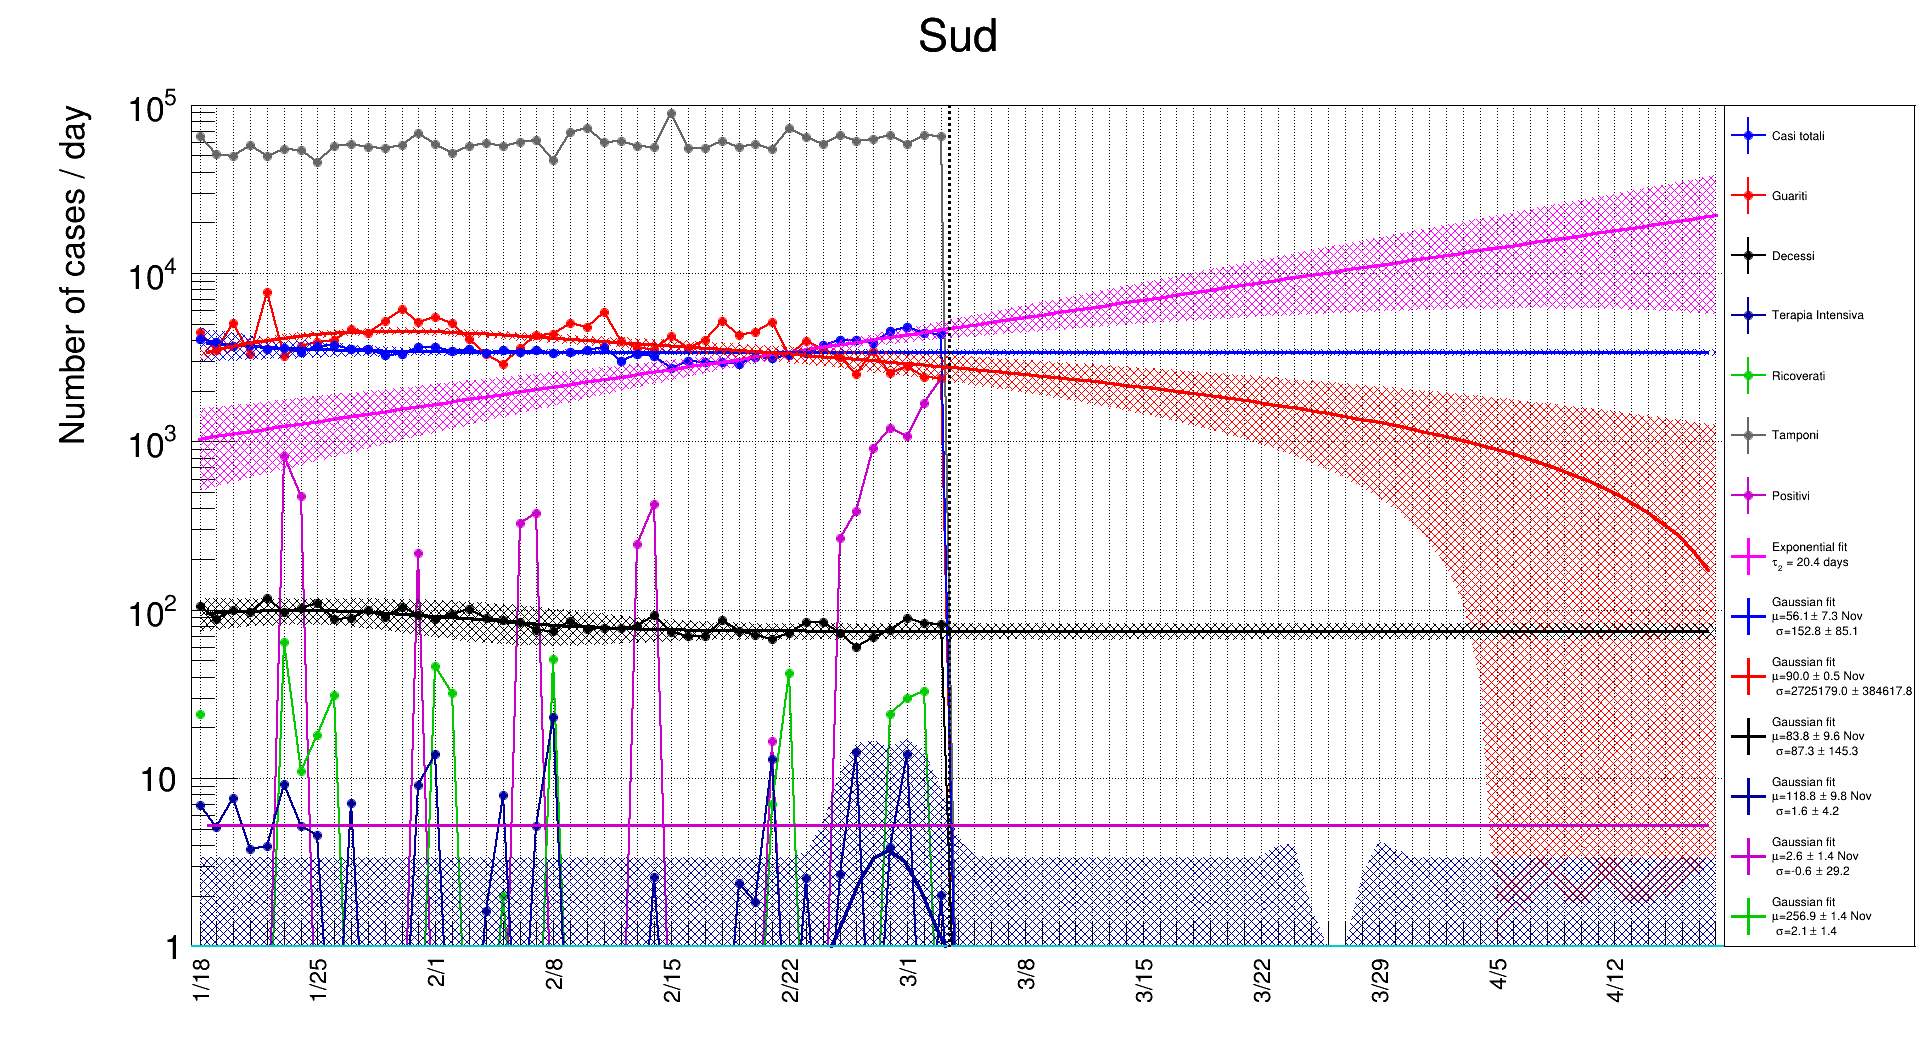 Sud
Number of cases / day
10^5
10^4
10^3
10^2
10
1
1/18
1/25
2/1
2/8
2/15
2/22
3/1
3/8
3/15
3/22
3/29
4/5
4/12
Casi totali
Guariti
Decessi
Terapia Intensiva
Ricoverati
Tamponi
Positivi
Exponential fit
τ₂ = 20.4 days
Gaussian fit
μ=56.1± 7.3 Nov
σ=152.8 ± 85.1
Gaussian fit
μ=90.0 ± 0.5 Nov
σ=2725179.0 ± 384617.8
Gaussian fit
μ=83.8 ± 9.6 Nov
σ=87.3 ± 145.3
Gaussian fit
μ=118.8 ± 9.8 Nov
σ=1.6 ± 4.2
Gaussian fit
μ=2.6 ± 1.4 Nov
σ=-0.6 ± 29.2
Gaussian fit
μ=256.9 ± 1.4 Nov
σ=2.1 ± 1.4